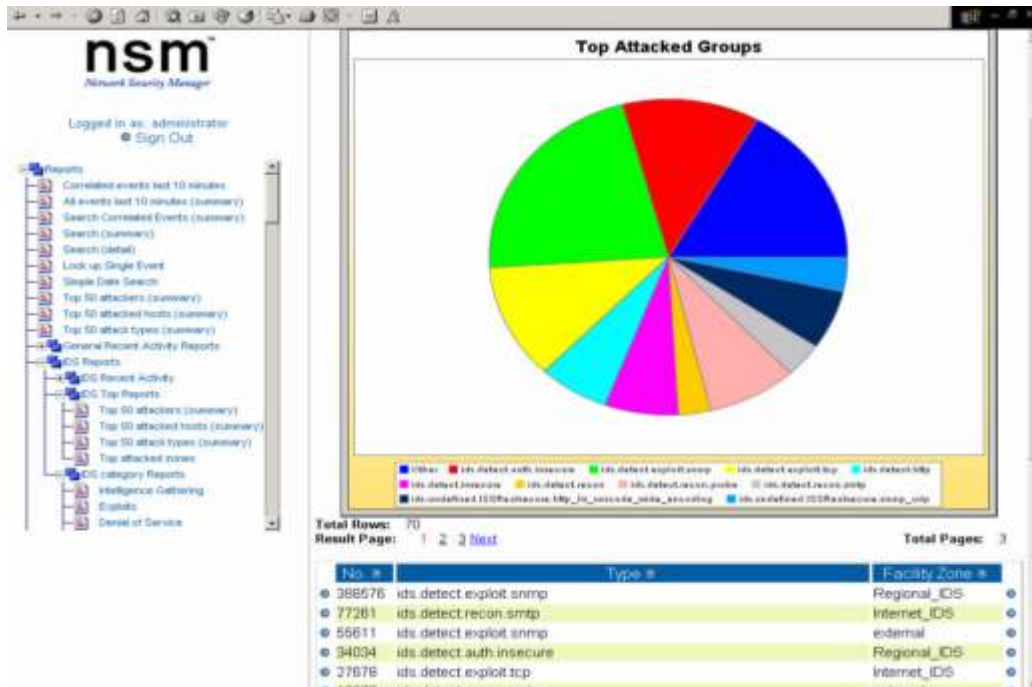 nsm
Network Security Manager
Logged in as: administrator
Sign Out
Reports
Correlated events last 10 minutes
All events last 10 minutes (summary)
Search Correlated Events (summary)
Search (summary)
Search (detail)
Look up Single Event
Simple Date Search
Top 50 attackers (summary)
Top 50 attacked hosts (summary)
Top 50 attack types (summary)
General Recent Activity Reports
IDS Reports
IDS Recent Activity
IDS Top Reports
Top 50 attackers (summary)
Top 50 attacked hosts (summary)
Top 50 attack types (summary)
Top attacked zones
IDS category Reports
Intelligence Gathering
Exploits
Denial of Service
Top Attacked Groups
Other ids.detect.auth.insecure ids.detect.exploit.snmp ids.detect.exploit.tcp ids.detect.http
ids.detect.insecure ids.detect.recon ids.detect.recon.probe ids.detect.recon.smtp
Total Rows: 70
Result Page: 1 2 3 Next Total Pages: 3
No. Type Facility Zone
388576 ids.detect.exploit.snmp Regional_IDS
77261 ids.detect.recon.smtp Internet_IDS
55611 ids.detect.exploit.snmp external
34034 ids.detect.auth.insecure Regional_IDS
27676 ids.detect.exploit.tcp Internet_IDS